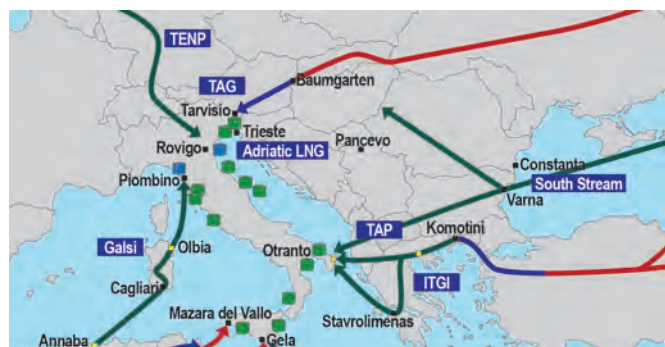 TENP
TAG
Baumgarten
Tarvisio
Trieste
Rovigo
Adriatic LNG
Pancevo
Constanta
Piombino
South Stream
Varna
TAP
Komotini
Galsi
Olbia
Otranto
ITGI
Cagliari
Mazara del Vallo
Stavrolimenas
Annaba
Gela